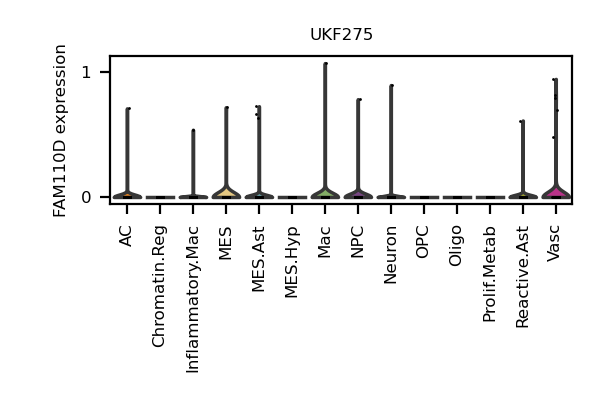 UKF275
FAM110D expression
1
0
AC
Chromatin.Reg
Inflammatory.Mac
MES
MES.Ast
MES.Hyp
Mac
NPC
Neuron
OPC
Oligo
Prolif.Metab
Reactive.Ast
Vasc